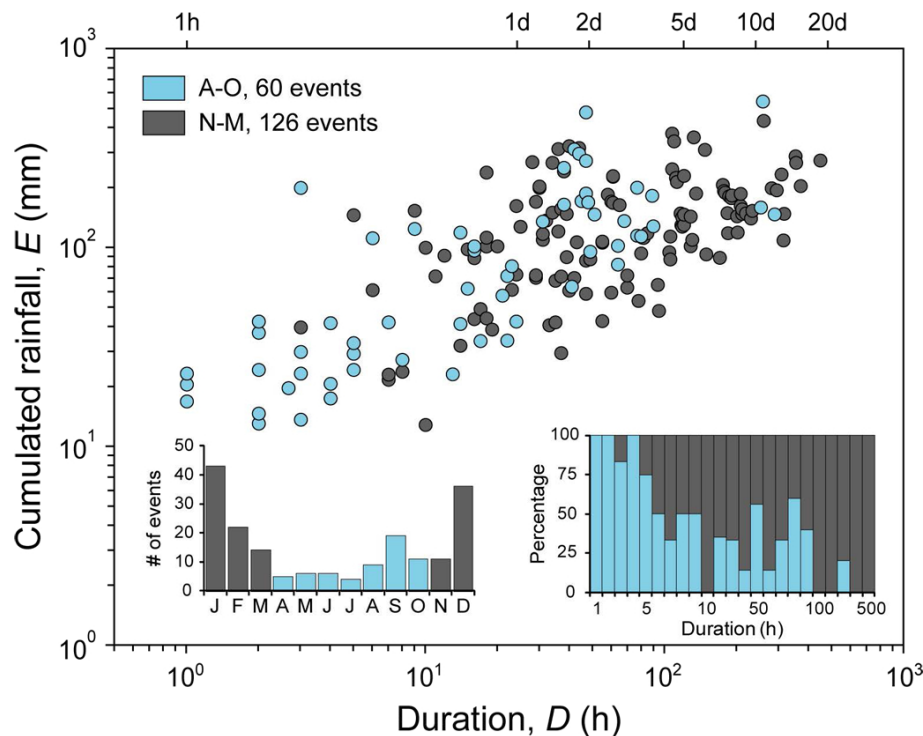 1h 1d 2d 5d 10d 20d
10³
A-O, 60 events
N-M, 126 events
Cumulated rainfall, E (mm)
10²
10¹
10⁰
50
40
30
20
10
0
# of events
J F M A M J J A S O N D
100
75
50
25
0
Percentage
1 5 10 50 100 500
Duration (h)
10⁰ 10¹ 10² 10³
Duration, D (h)